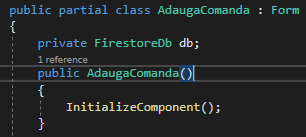 public partial class AdaugaComanda : Form
{
private FirestoreDb db;
1 reference
public AdaugaComanda()
{
InitializeComponent();
}